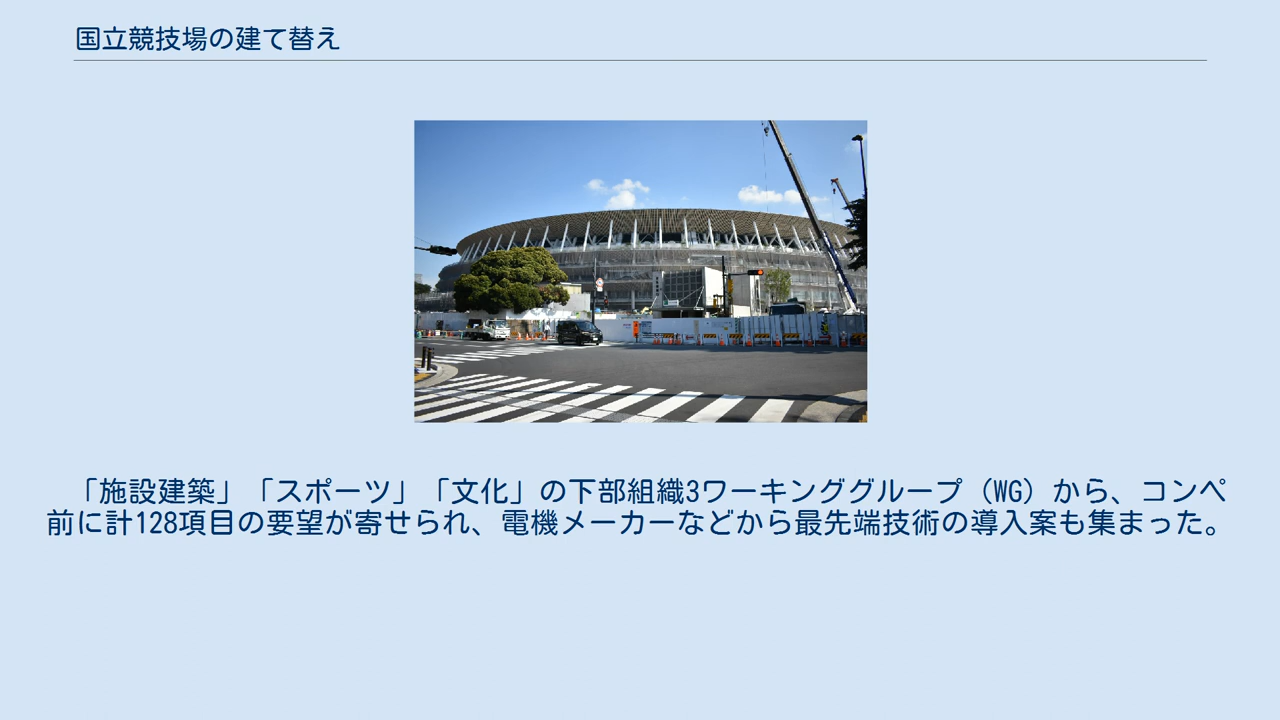 国立競技場の建て替え
「施設建築」「スポーツ」「文化」の下部組織3ワーキンググループ（WG）から、コンペ
前に計128項目の要望が寄せられ、電機メーカーなどから最先端技術の導入案も集まった。